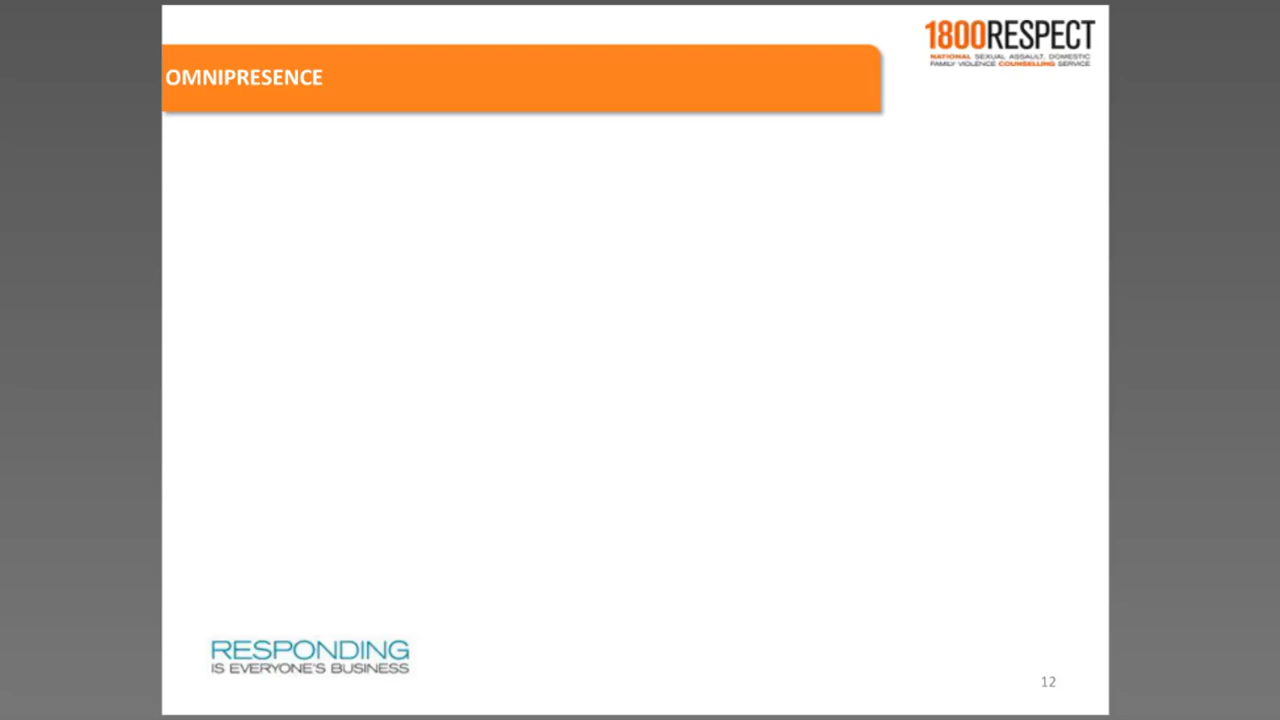 1800RESPECT
NATIONAL SEXUAL ASSAULT, DOMESTIC
FAMILY VIOLENCE COUNSELLING SERVICE
OMNIPRESENCE
RESPONDING
IS EVERYONE'S BUSINESS
12